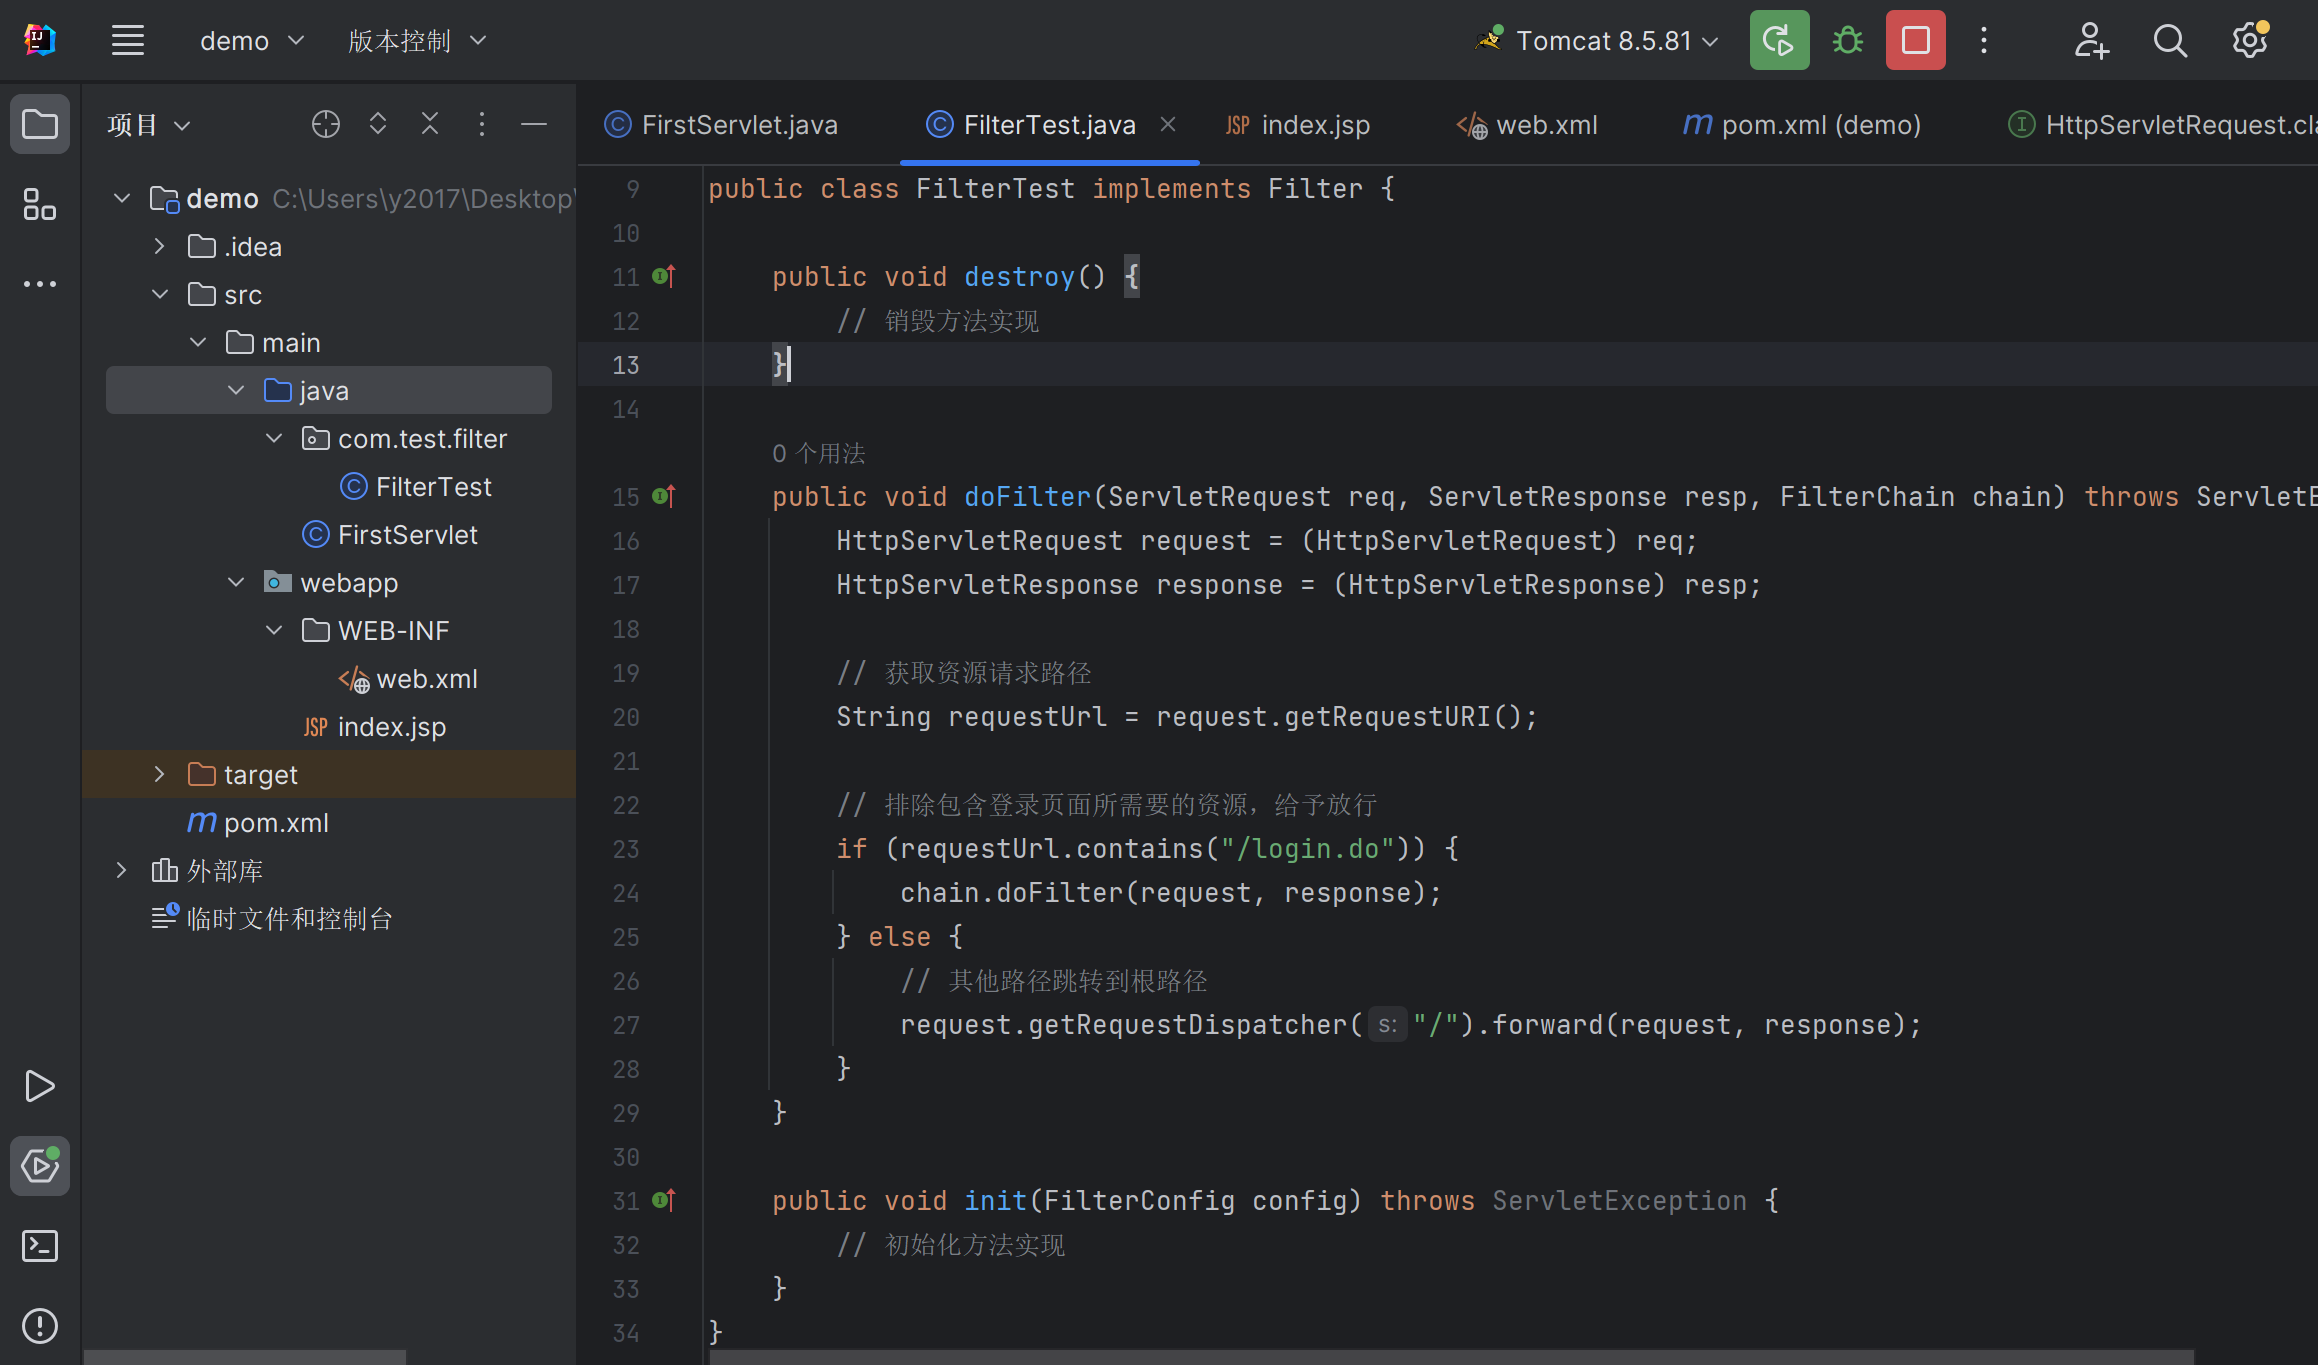 demo
版本控制
Tomcat 8.5.81
项目
FirstServlet.java
FilterTest.java
JSP index.jsp
web.xml
m pom.xml (demo)
HttpServletRequest.cla
demo C:\Users\y2017\Desktop\
.idea
src
main
java
com.test.filter
FilterTest
FirstServlet
webapp
WEB-INF
web.xml
JSP index.jsp
target
m pom.xml
外部库
临时文件和控制台
9 public class FilterTest implements Filter {
10
11 public void destroy() {
12 // 销毁方法实现
13 }
14
0 个用法
15 public void doFilter(ServletRequest req, ServletResponse resp, FilterChain chain) throws ServletE
16 HttpServletRequest request = (HttpServletRequest) req;
17 HttpServletResponse response = (HttpServletResponse) resp;
18
19 // 获取资源请求路径
20 String requestUrl = request.getRequestURI();
21
22 // 排除包含登录页面所需要的资源，给予放行
23 if (requestUrl.contains("/login.do")) {
24 chain.doFilter(request, response);
25 } else {
26 // 其他路径跳转到根路径
27 request.getRequestDispatcher( s: "/").forward(request, response);
28 }
29 }
30
31 public void init(FilterConfig config) throws ServletException {
32 // 初始化方法实现
33 }
34 }